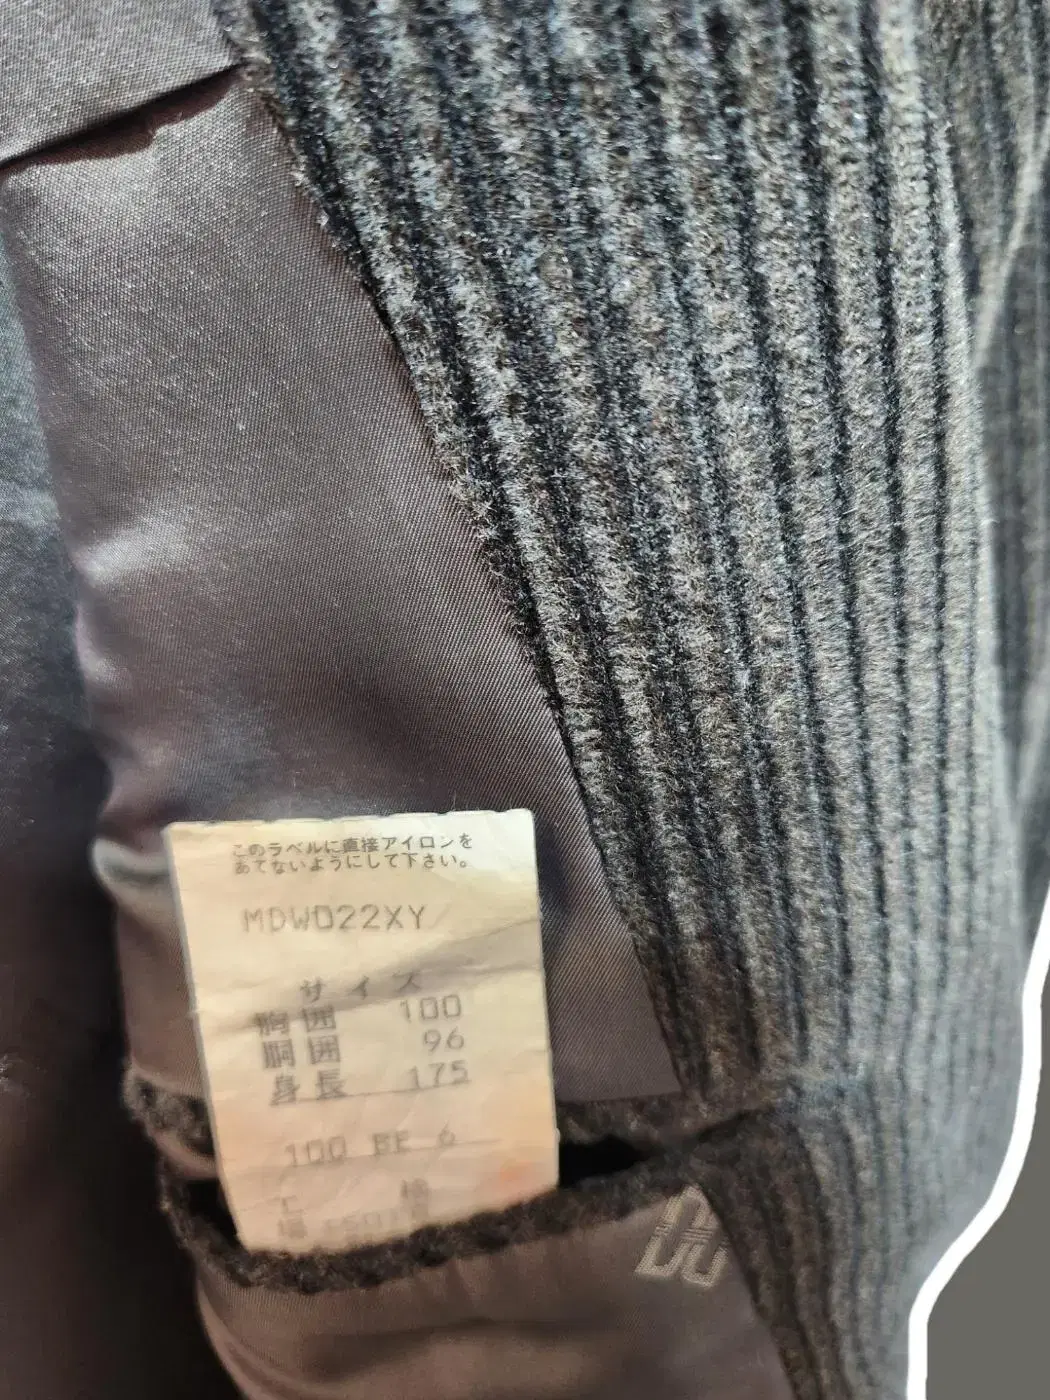 このラベルに直接アイロンを
あてないようにして下さい。
MDWD22XY
サイズ
胸囲 100
胴囲 96
身長 175
100 BE 6